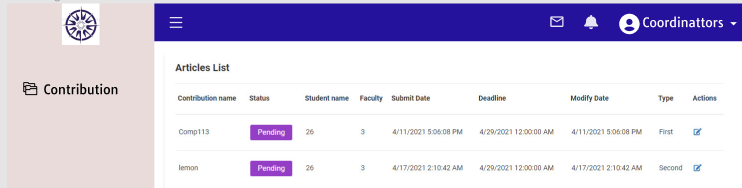 Coordinattors
Contribution
Articles List
Contribution name Status Student name Faculty Submit Date Deadline Modify Date Type Actions
Comp113 Pending 26 3 4/11/2021 5:06:08 PM 4/29/2021 12:00:00 AM 4/11/2021 5:06:08 PM First
lemon Pending 26 3 4/17/2021 2:10:42 AM 4/29/2021 12:00:00 AM 4/17/2021 2:10:42 AM Second